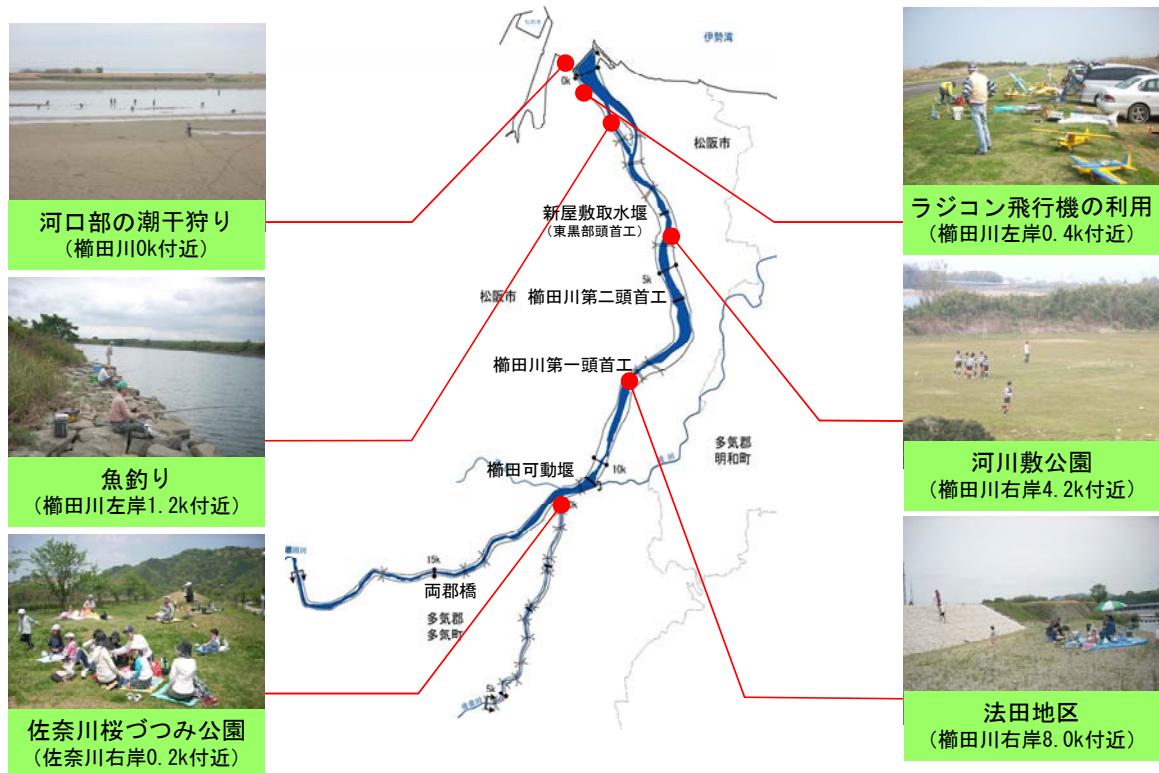 河口部の潮干狩り
(櫛田川0k付近)
魚釣り
(櫛田川左岸1.2k付近)
佐奈川桜づつみ公園
(佐奈川右岸0.2k付近)
伊勢湾
0k
松阪市
新屋敷取水堰
(東黒部頭首工)
5k
松阪市
櫛田川第二頭首工
櫛田川第一頭首工
多気郡
明和町
櫛田可動堰
10k
15k
両郡橋
多気郡
多気町
5k
ラジコン飛行機の利用
(櫛田川左岸0.4k付近)
河川敷公園
(櫛田川右岸4.2k付近)
法田地区
(櫛田川右岸8.0k付近)